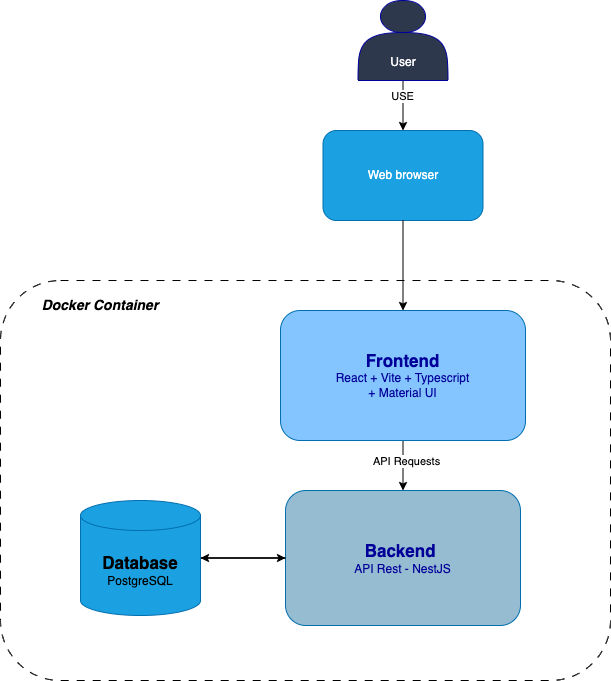 User
USE
Web browser
Docker Container
Frontend
React + Vite + Typescript
+ Material UI
API Requests
Backend
API Rest - NestJS
Database
PostgreSQL